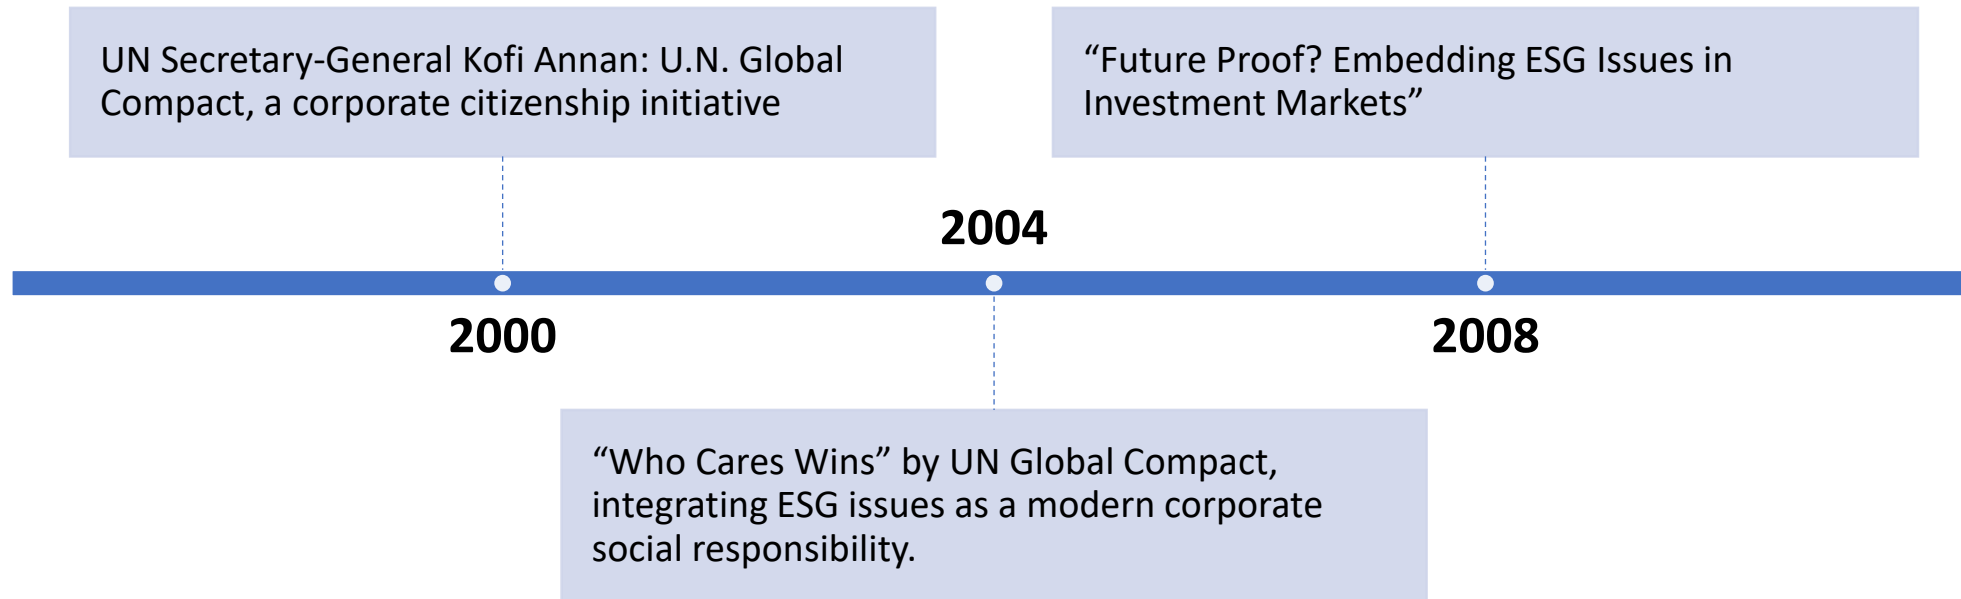 UN Secretary-General Kofi Annan: U.N. Global
Compact, a corporate citizenship initiative
“Future Proof? Embedding ESG Issues in
Investment Markets”
2004
2000
2008
“Who Cares Wins” by UN Global Compact,
integrating ESG issues as a modern corporate
social responsibility.